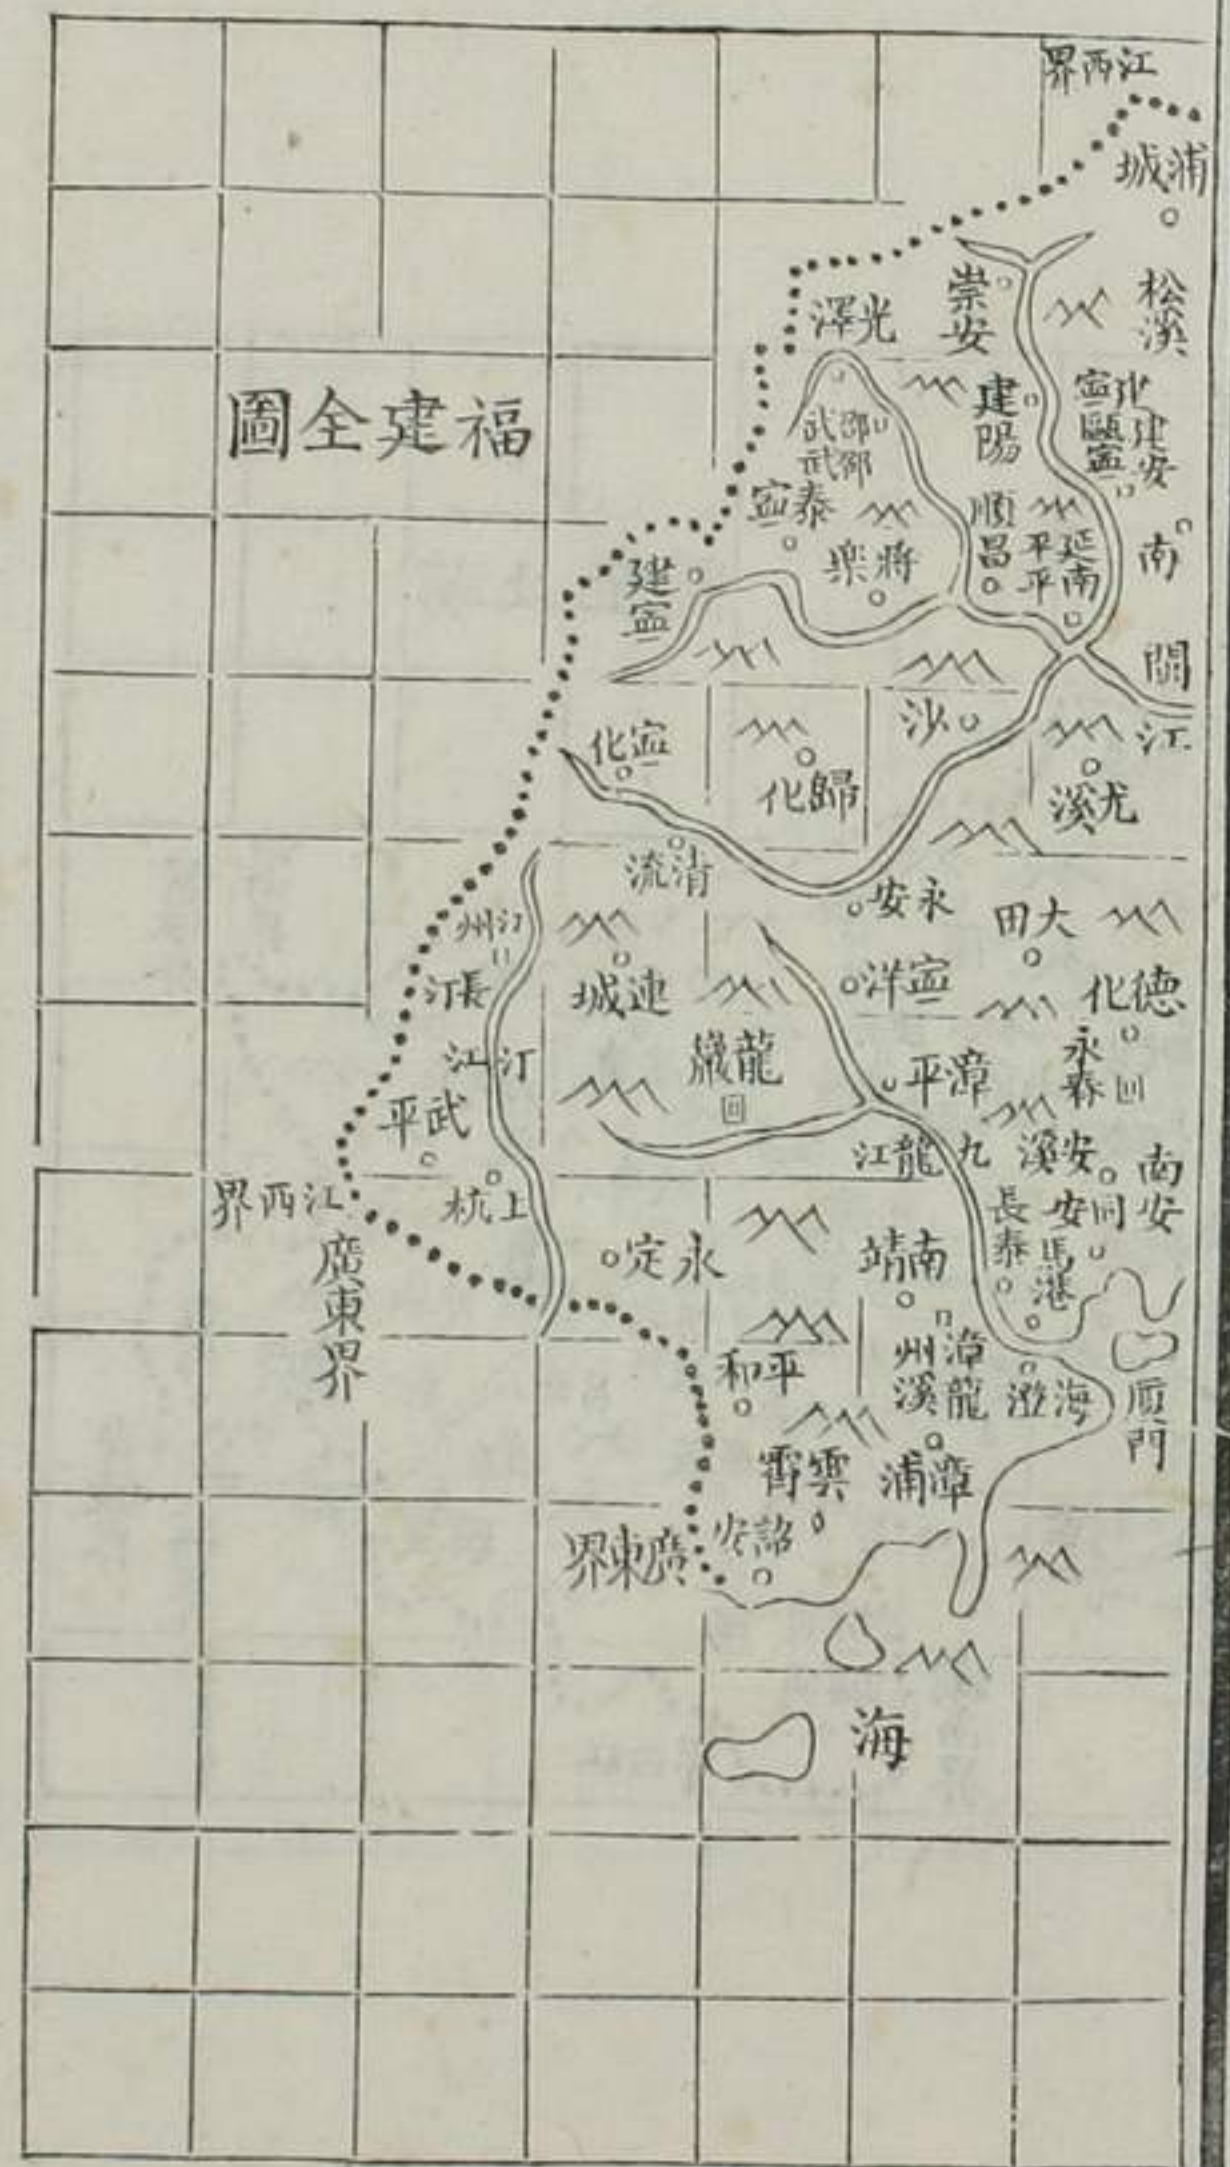 福建全圖
江西界
浦城
松溪
崇安
光澤
建陽
建安
建寧
甌寧
邵武
邵武
泰寧
將樂
順昌
延平
南平
建寧
南
關
江
沙
尤溪
歸化
寧化
清流
永安
大田
德化
寧洋
連城
汀州
長汀
汀江
龍巖
漳平
永春
武平
上杭
九龍江
安溪
南安
同安
馬港
長泰
南靖
永定
江西界
廣東界
平和
漳州
龍溪
海澄
廈門
雲霄
漳浦
詔安
廣東界
海